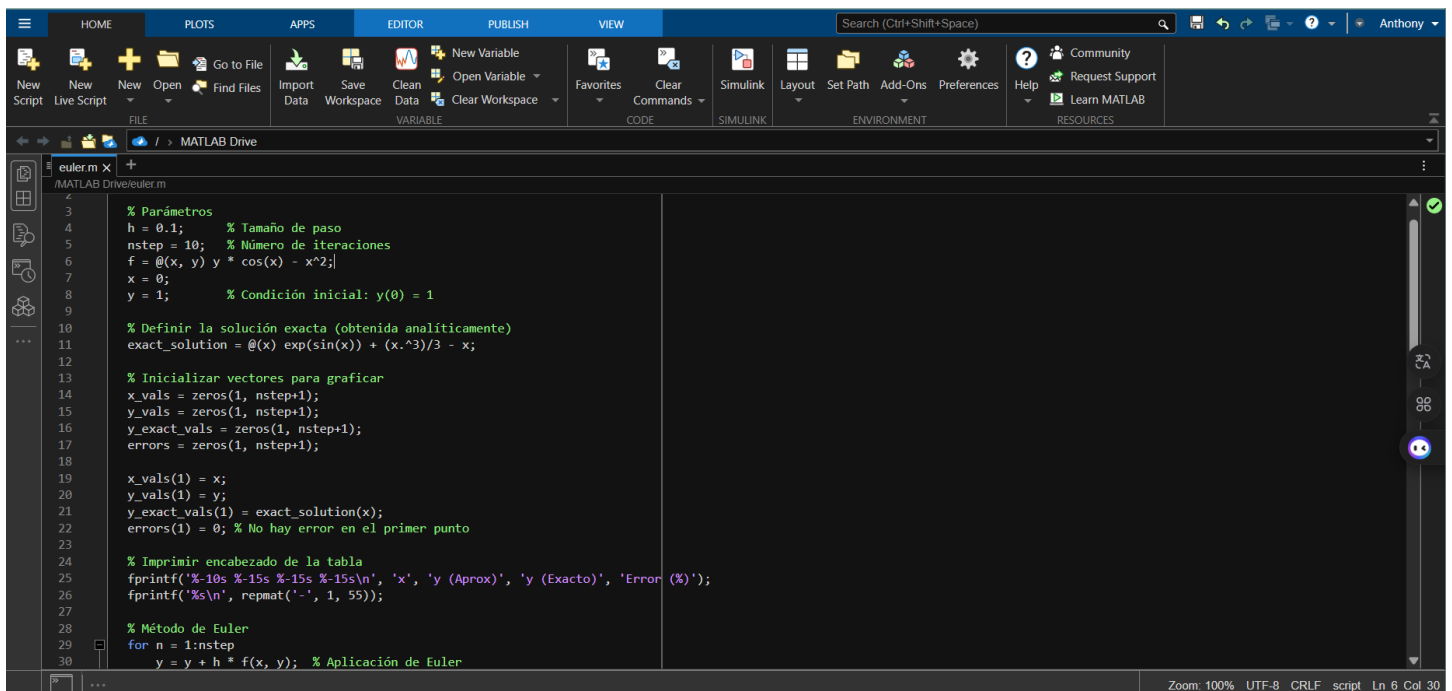 HOME PLOTS APPS EDITOR PUBLISH VIEW Search (Ctrl+Shift+Space) Anthony
New Script
New Live Script
New
Open
Go to File
Find Files
FILE
Import Data
Save Workspace
Clean Data
New Variable
Open Variable
Clear Workspace
VARIABLE
Favorites
Clear Commands
CODE
Simulink
SIMULINK
Layout
Set Path
Add-Ons
Preferences
ENVIRONMENT
Help
Community
Request Support
Learn MATLAB
RESOURCES
/ > MATLAB Drive
euler.m × +
/MATLAB Drive/euler.m
2
3 % Parámetros
4 h = 0.1; % Tamaño de paso
5 nstep = 10; % Número de iteraciones
6 f = @(x, y) y * cos(x) - x^2;
7 x = 0;
8 y = 1; % Condición inicial: y(0) = 1
9
10 % Definir la solución exacta (obtenida analíticamente)
11 exact_solution = @(x) exp(sin(x)) + (x.^3)/3 - x;
12
13 % Inicializar vectores para graficar
14 x_vals = zeros(1, nstep+1);
15 y_vals = zeros(1, nstep+1);
16 y_exact_vals = zeros(1, nstep+1);
17 errors = zeros(1, nstep+1);
18
19 x_vals(1) = x;
20 y_vals(1) = y;
21 y_exact_vals(1) = exact_solution(x);
22 errors(1) = 0; % No hay error en el primer punto
23
24 % Imprimir encabezado de la tabla
25 fprintf('%-10s %-15s %-15s %-15s\n', 'x', 'y (Aprox)', 'y (Exacto)', 'Error (%)');
26 fprintf('%s\n', repmat('-', 1, 55));
27
28 % Método de Euler
29 for n = 1:nstep
30 y = y + h * f(x, y); % Aplicación de Euler
Zoom: 100% UTF-8 CRLF script Ln 6 Col 30